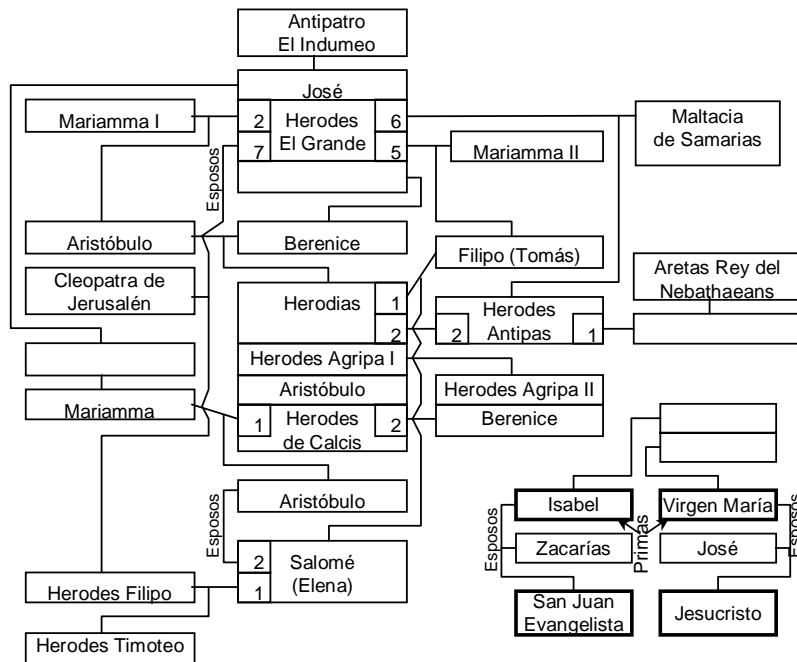 Antipatro
El Indumeo
José
Mariamma I
2
Herodes
El Grande
6
7
5
Maltacia
de Samarias
Mariamma II
Esposos
Aristóbulo
Berenice
Filipo (Tomás)
Aretas Rey del
Nebathaeans
Cleopatra de
Jerusalén
Herodias
1
2
2
Herodes
Antipas
1
Herodes Agripa I
Aristóbulo
Herodes Agripa II
Mariamma
1
Herodes
de Calcis
2
Berenice
Aristóbulo
Esposos
2
Salomé
(Elena)
1
Herodes Filipo
Herodes Timoteo
Isabel
Virgen María
Esposos
Zacarías
Primas
José
Esposos
San Juan
Evangelista
Jesucristo